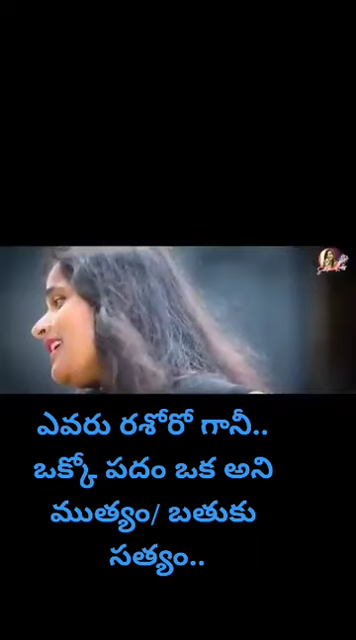 ఎవరు రశోరో గానీ..
ఒక్కో పదం ఒక అని
ముత్యం/ బతుకు
సత్యం..